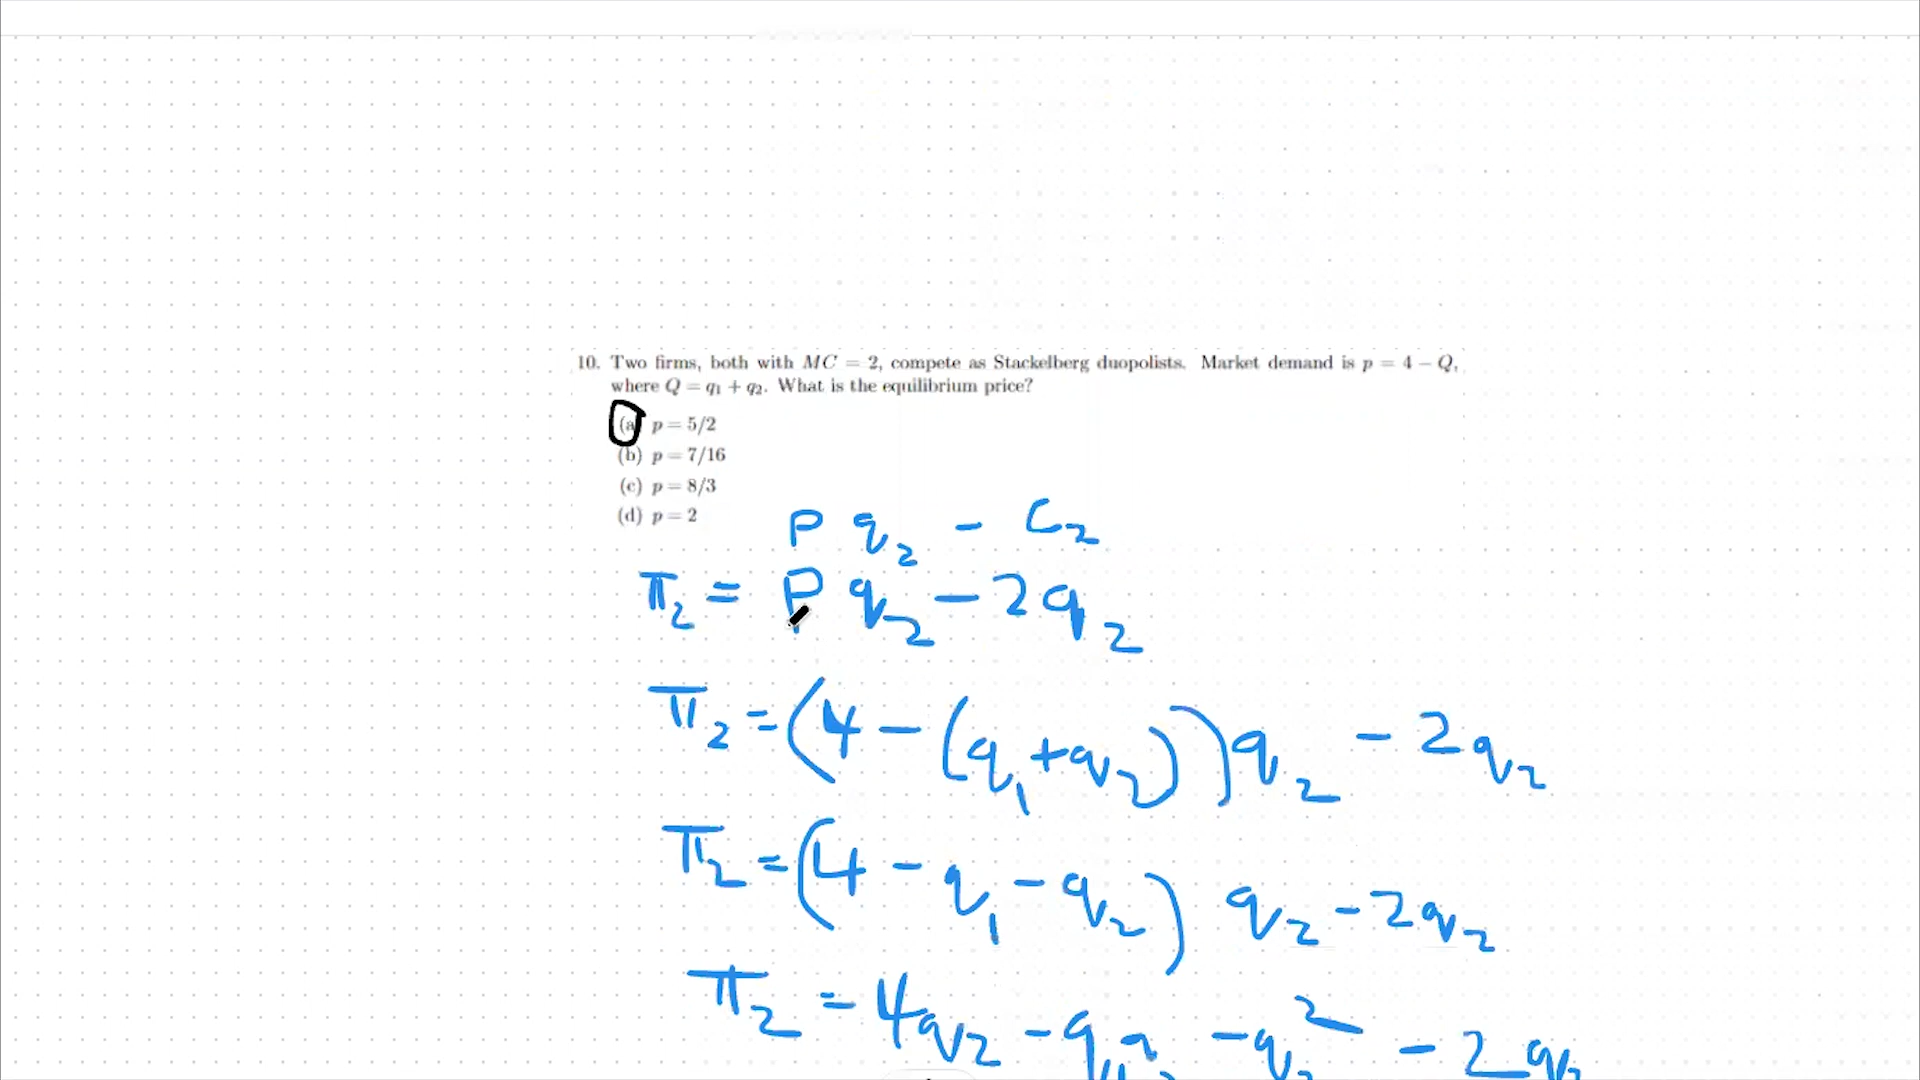 10. Two firms, both with MC = 2, compete as Stackelberg duopolists. Market demand is p = 4 − Q,
where Q = q₁ + q₂. What is the equilibrium price?
(a) p = 5/2
(b) p = 7/16
(c) p = 8/3
(d) p = 2
P q₂ − C₂
π₂ = P q₂ − 2q₂
π₂ = (4 − (q₁ + q₂)) q₂ − 2q₂
π₂ = (4 − q₁ − q₂) q₂ − 2q₂
π₂ = 4q₂ − q₁q₂ − q₂² − 2q₂